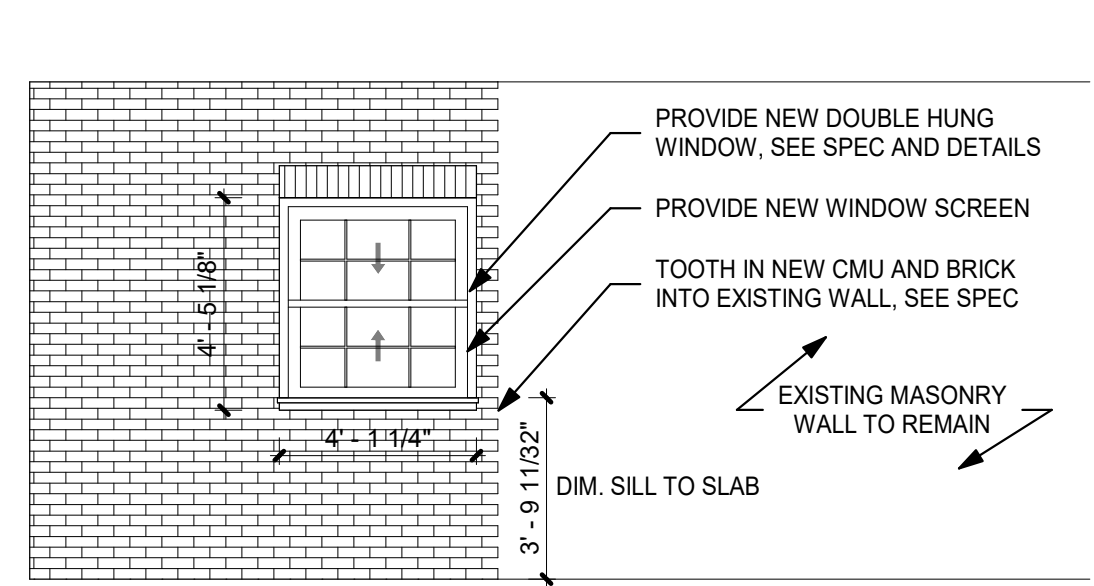 PROVIDE NEW DOUBLE HUNG
WINDOW, SEE SPEC AND DETAILS
PROVIDE NEW WINDOW SCREEN
TOOTH IN NEW CMU AND BRICK
INTO EXISTING WALL, SEE SPEC
4' - 5 1/8"
EXISTING MASONRY
WALL TO REMAIN
4' - 1 1/4"
3' - 9 11/32"
DIM. SILL TO SLAB